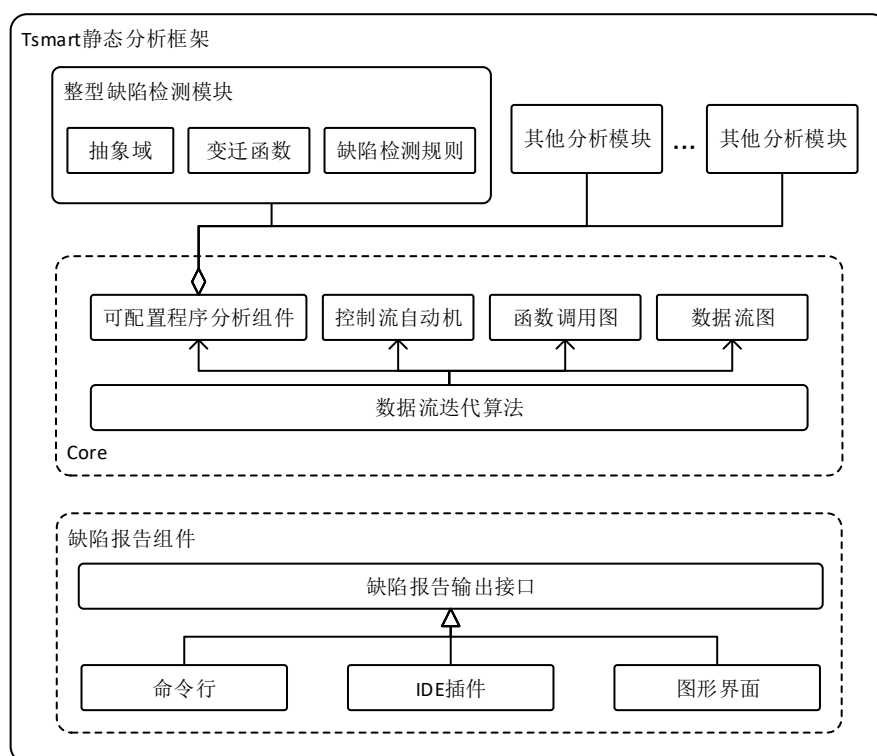 Tsmart静态分析框架
整型缺陷检测模块
抽象域
变迁函数
缺陷检测规则
其他分析模块
...
其他分析模块
可配置程序分析组件
控制流自动机
函数调用图
数据流图
数据流迭代算法
Core
缺陷报告组件
缺陷报告输出接口
命令行
IDE插件
图形界面